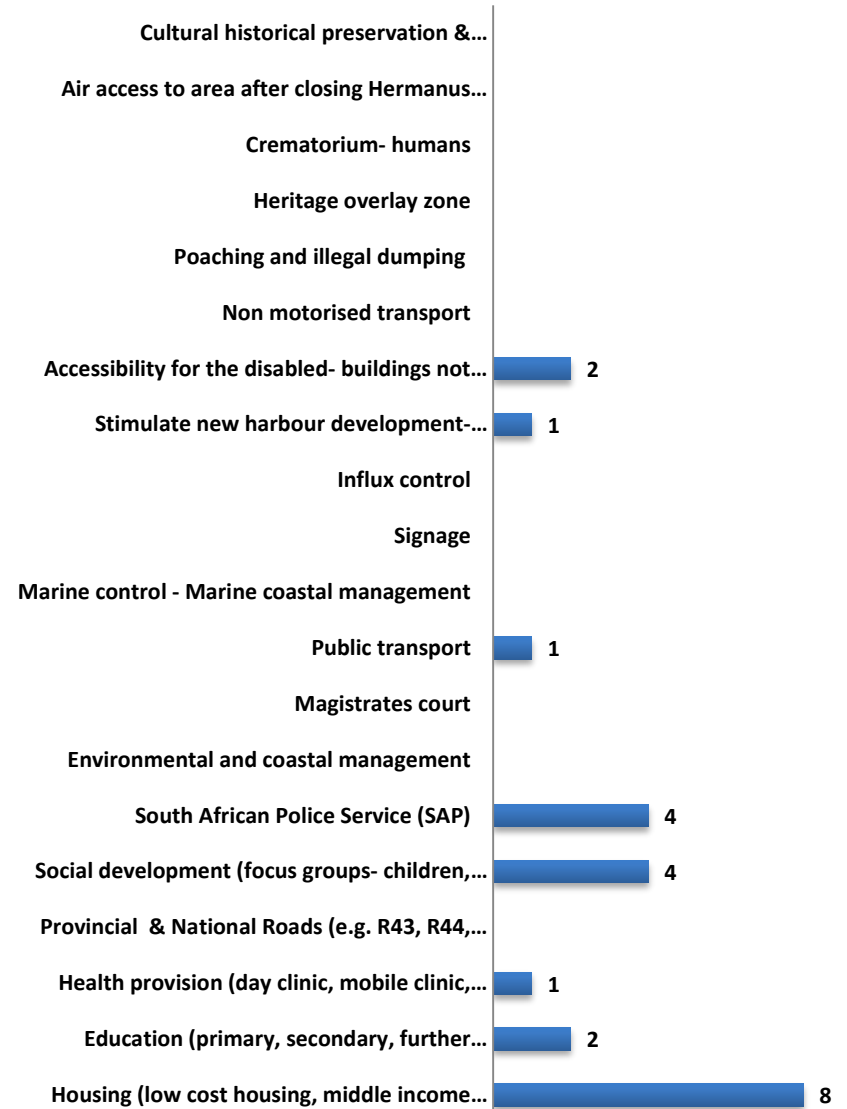 Cultural historical preservation &…
Air access to area after closing Hermanus…
Crematorium- humans
Heritage overlay zone
Poaching and illegal dumping
Non motorised transport
Accessibility for the disabled- buildings not… 2
Stimulate new harbour development-… 1
Influx control
Signage
Marine control - Marine coastal management
Public transport 1
Magistrates court
Environmental and coastal management
South African Police Service (SAP) 4
Social development (focus groups- children,… 4
Provincial & National Roads (e.g. R43, R44,…
Health provision (day clinic, mobile clinic,… 1
Education (primary, secondary, further… 2
Housing (low cost housing, middle income… 8